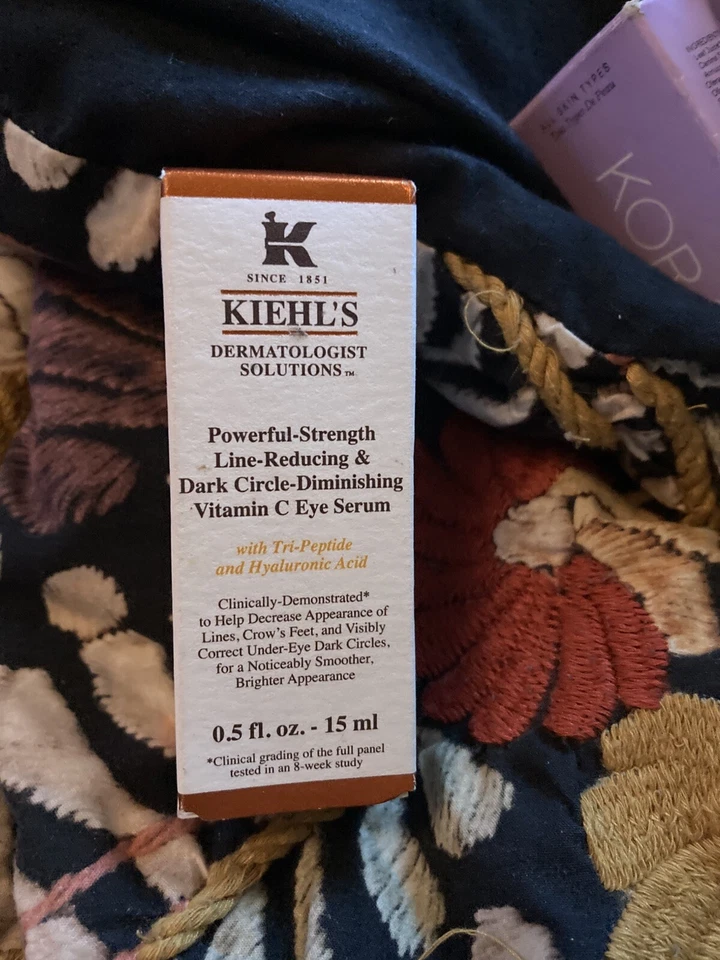 K
SINCE 1851
KIEHL'S
DERMATOLOGIST
SOLUTIONS™
Powerful-Strength
Line-Reducing &
Dark Circle-Diminishing
Vitamin C Eye Serum
with Tri-Peptide
and Hyaluronic Acid
Clinically-Demonstrated*
to Help Decrease Appearance of
Lines, Crow's Feet, and Visibly
Correct Under-Eye Dark Circles,
for a Noticeably Smoother,
Brighter Appearance
0.5 fl. oz. - 15 ml
*Clinical grading of the full panel
tested in an 8-week study
SKIN TYPES
KOR